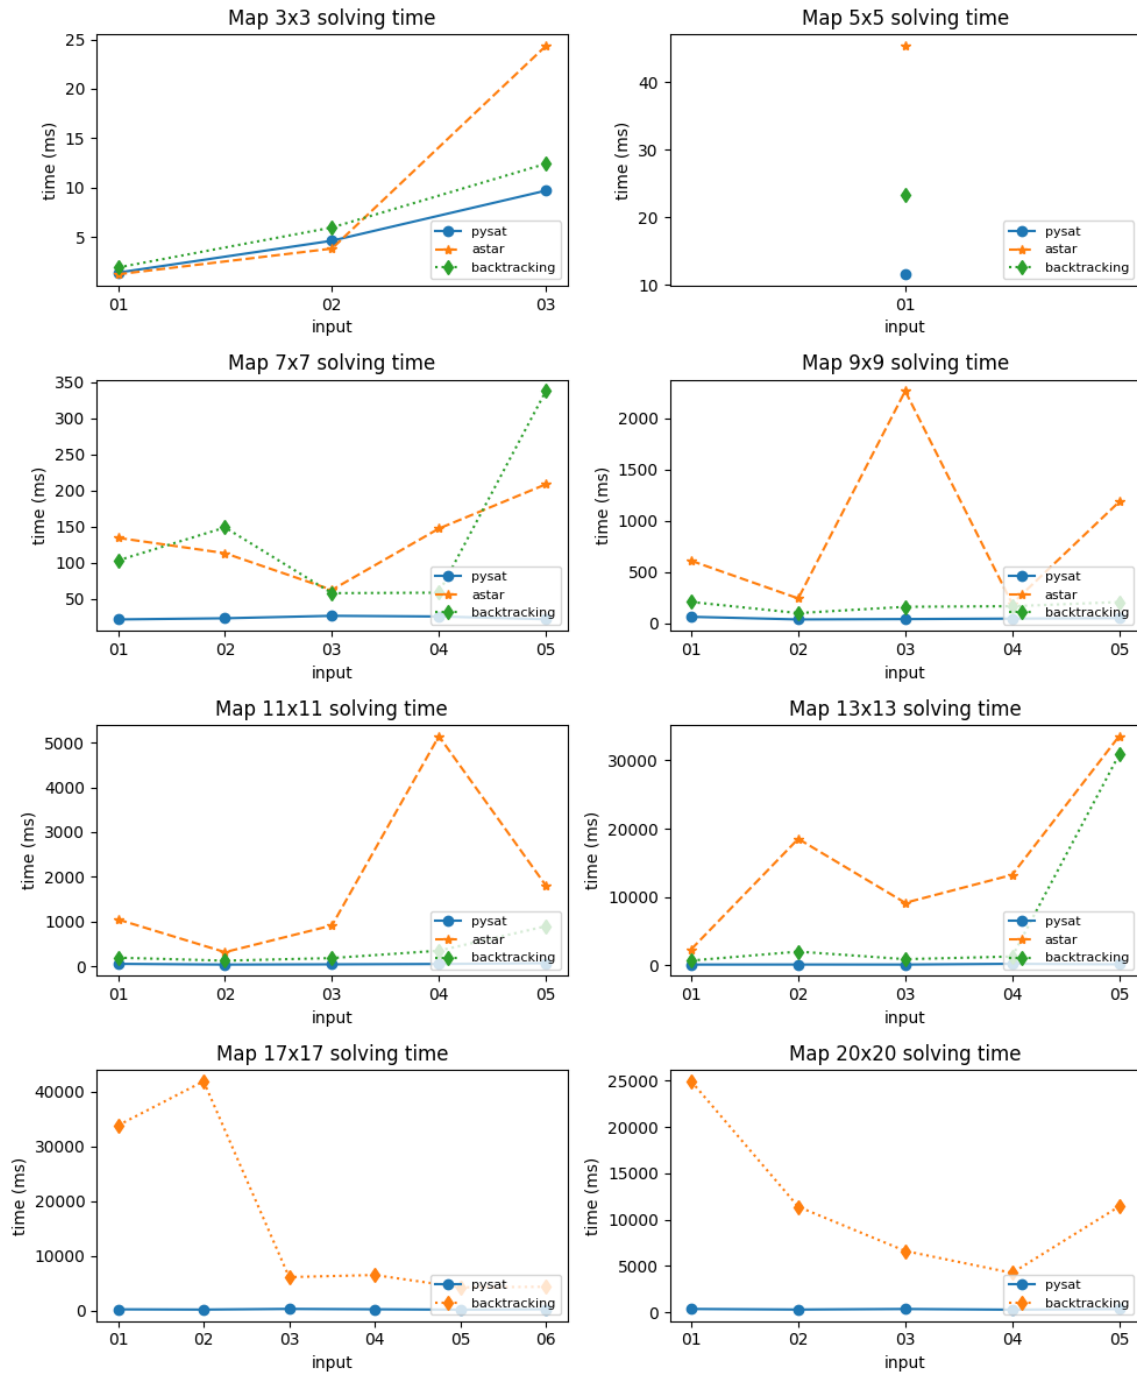 Map 3x3 solving time
25
20
15
10
5
time (ms)
pysat
astar
backtracking
01 02 03
input
Map 5x5 solving time
40
30
20
10
time (ms)
pysat
astar
backtracking
01
input
Map 7x7 solving time
350
300
250
200
150
100
50
time (ms)
pysat
astar
backtracking
01 02 03 04 05
input
Map 9x9 solving time
2000
1500
1000
500
0
time (ms)
pysat
astar
backtracking
01 02 03 04 05
input
Map 11x11 solving time
5000
4000
3000
2000
1000
0
time (ms)
pysat
astar
backtracking
01 02 03 04 05
input
Map 13x13 solving time
30000
20000
10000
0
time (ms)
pysat
astar
backtracking
01 02 03 04 05
input
Map 17x17 solving time
40000
30000
20000
10000
0
time (ms)
pysat
backtracking
01 02 03 04 05 06
input
Map 20x20 solving time
25000
20000
15000
10000
5000
0
time (ms)
pysat
backtracking
01 02 03 04 05
input